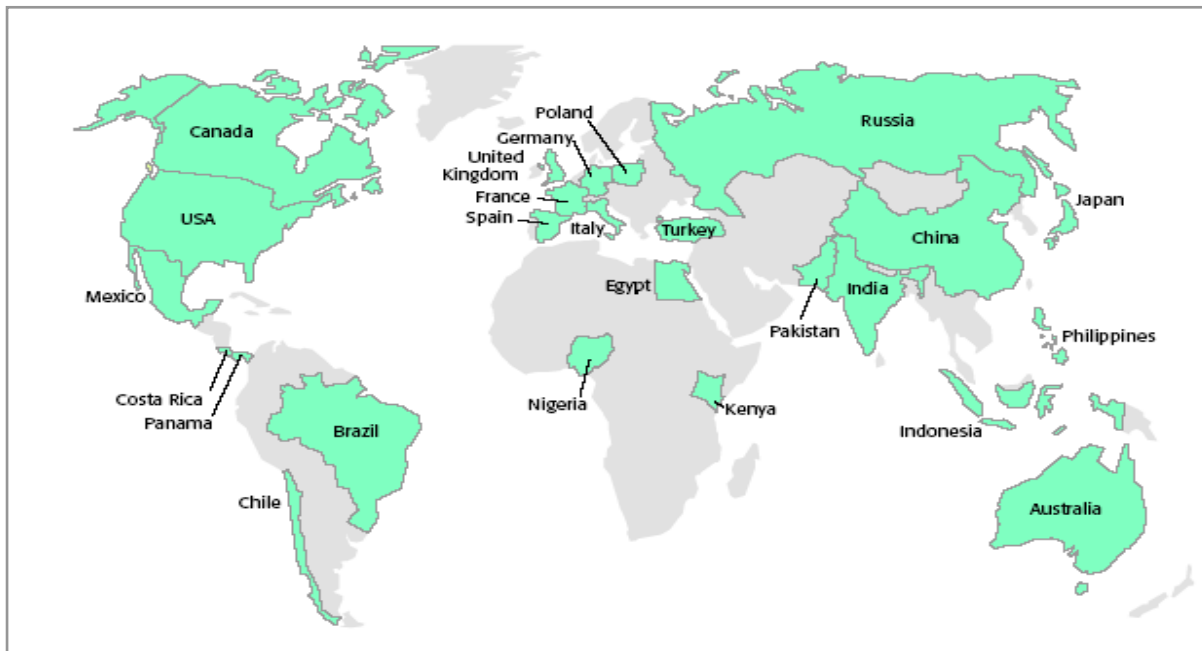 Canada
USA
Mexico
Costa Rica
Panama
Brazil
Chile
Poland
Germany
United
Kingdom
France
Spain
Italy
Turkey
Egypt
Nigeria
Kenya
Russia
Japan
China
India
Pakistan
Philippines
Indonesia
Australia